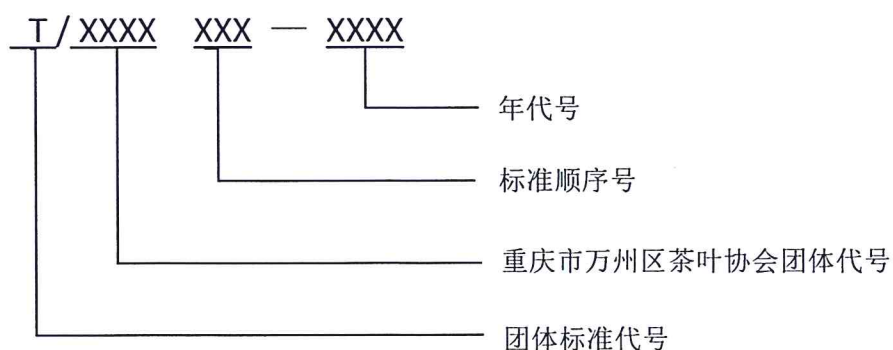 T/XXXX XXX — XXXX
年代号
标准顺序号
重庆市万州区茶叶协会团体代号
团体标准代号